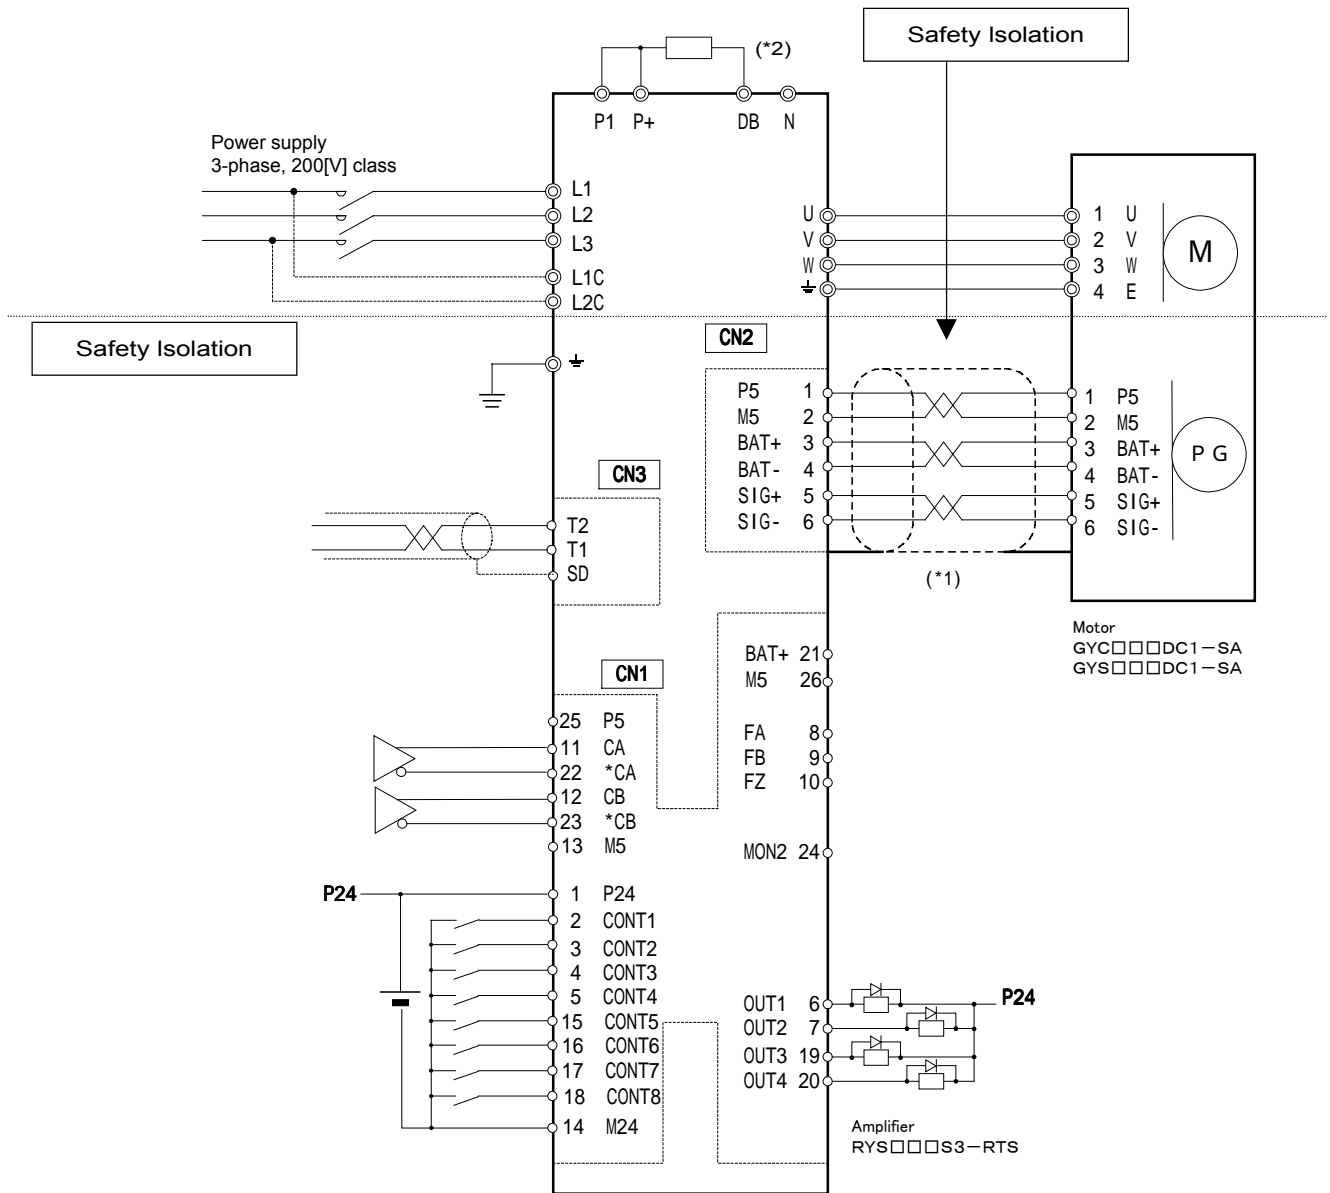 Safety Isolation
(*2)
P1 P+ DB N
Power supply
3-phase, 200[V] class
L1
L2
L3
L1C
L2C
U
V
W
1 U
2 V
3 W
4 E
M
Safety Isolation
CN2
P5 1
M5 2
BAT+ 3
BAT- 4
SIG+ 5
SIG- 6
1 P5
2 M5
3 BAT+
4 BAT-
5 SIG+
6 SIG-
PG
(*1)
CN3
T2
T1
SD
Motor
GYC□□□DC1-SA
GYS□□□DC1-SA
CN1
BAT+ 21
M5 26
FA 8
FB 9
FZ 10
MON2 24
25 P5
11 CA
22 *CA
12 CB
23 *CB
13 M5
P24
1 P24
2 CONT1
3 CONT2
4 CONT3
5 CONT4
15 CONT5
16 CONT6
17 CONT7
18 CONT8
14 M24
OUT1 6
OUT2 7
OUT3 19
OUT4 20
P24
Amplifier
RYS□□□S3-RTS